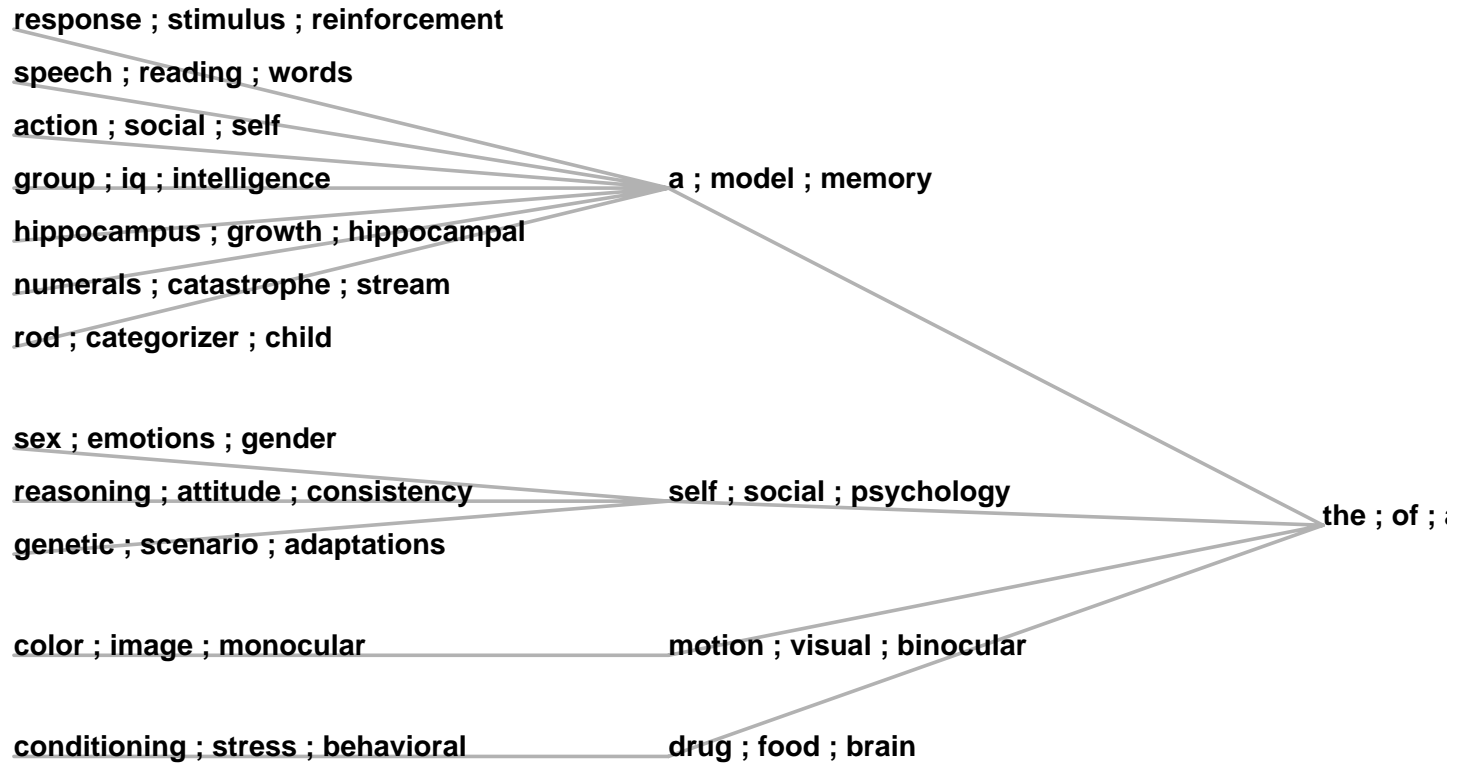 response ; stimulus ; reinforcement
speech ; reading ; words
action ; social ; self
group ; iq ; intelligence
a ; model ; memory
hippocampus ; growth ; hippocampal
numerals ; catastrophe ; stream
rod ; categorizer ; child
sex ; emotions ; gender
reasoning ; attitude ; consistency
self ; social ; psychology
the ; of ;
genetic ; scenario ; adaptations
color ; image ; monocular
motion ; visual ; binocular
conditioning ; stress ; behavioral
drug ; food ; brain